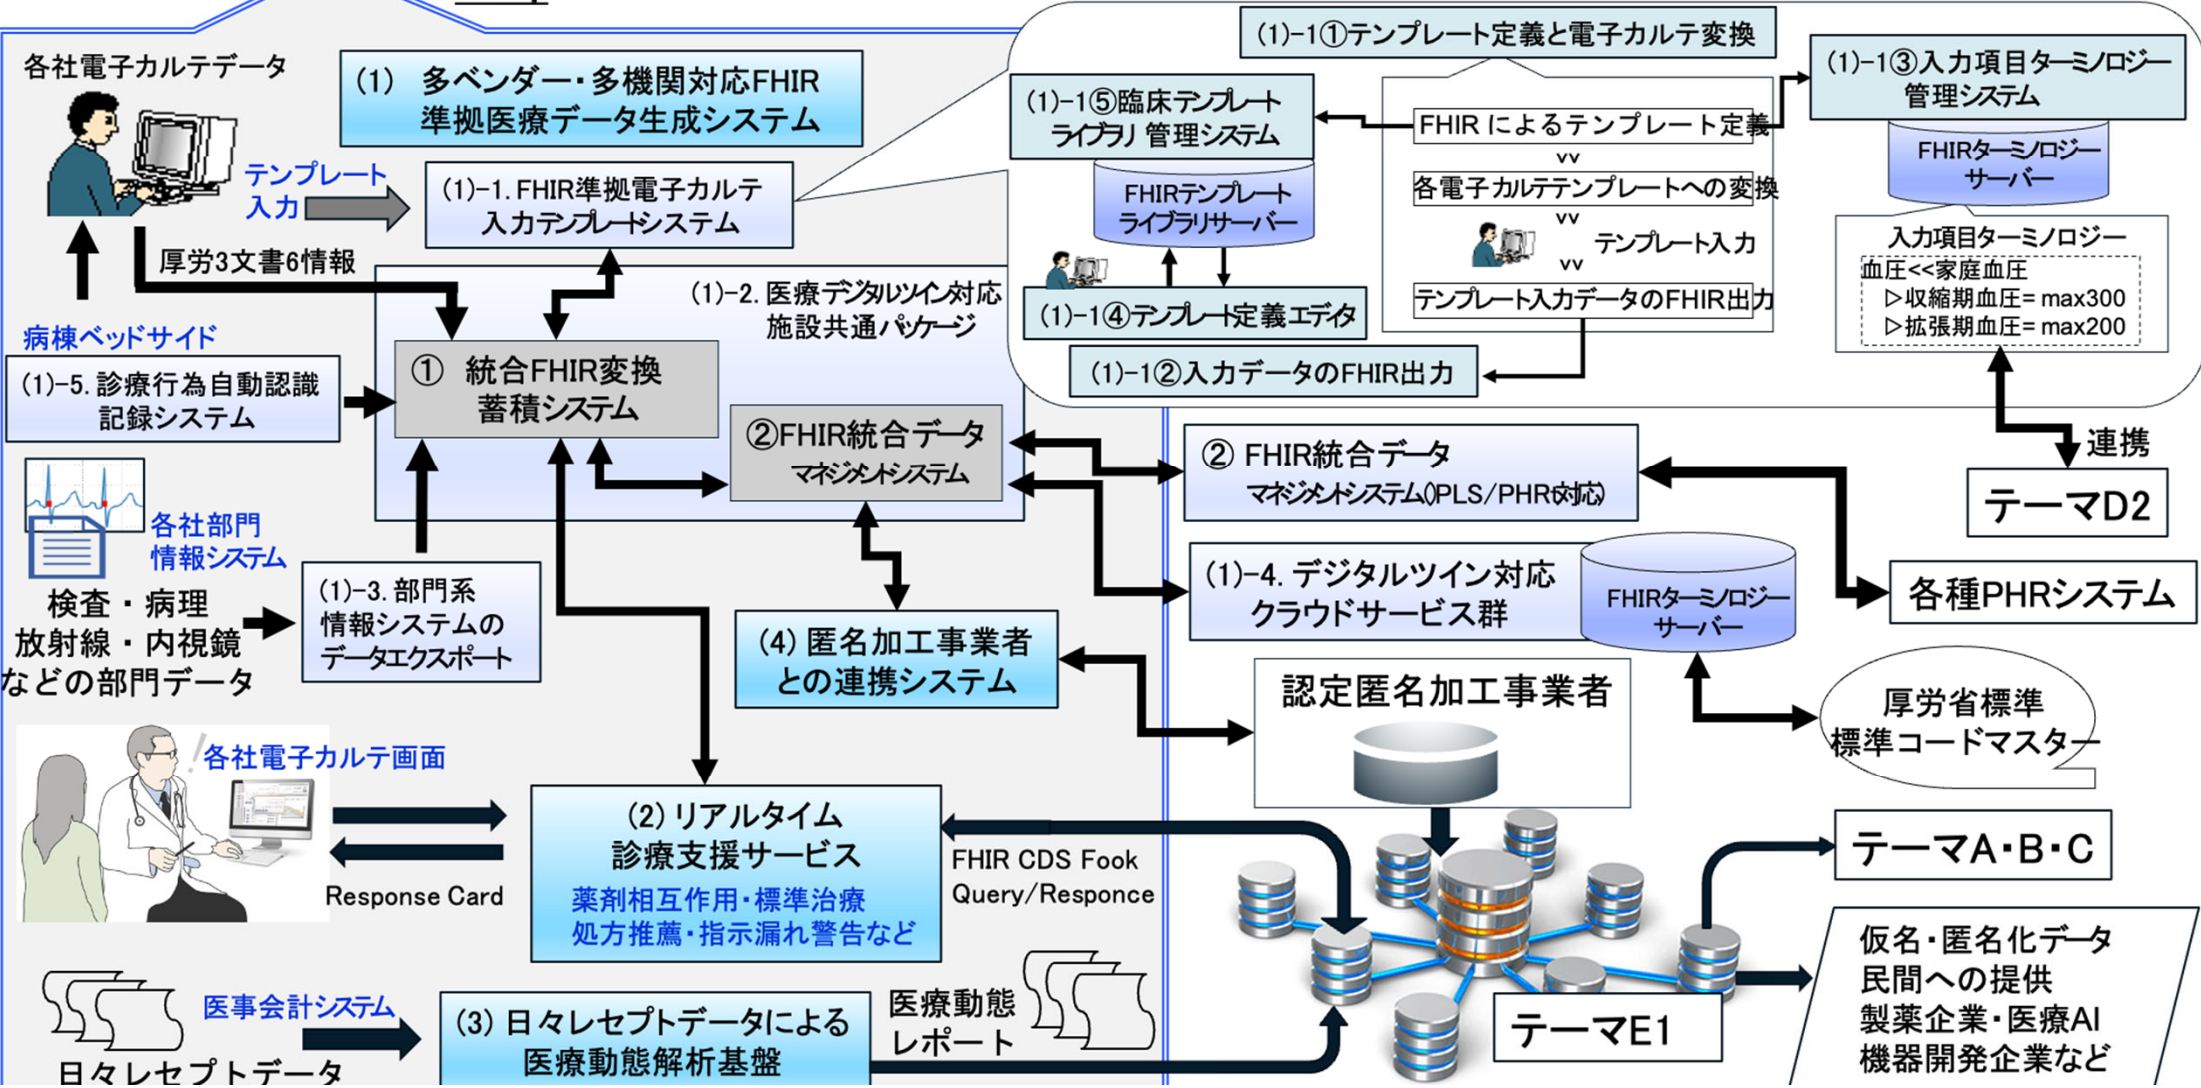 各社電子カルテデータ
(1) 多ベンダー・多機関対応FHIR
準拠医療データ生成システム
テンプレート
入力
(1)-1. FHIR準拠電子カルテ
入力テンプレートシステム
厚労3文書6情報
(1)-2. 医療デジタルツイン対応
施設共通パッケージ
病棟ベッドサイド
(1)-5. 診療行為自動認識
記録システム
① 統合FHIR変換
蓄積システム
②FHIR統合データ
マネジメントシステム
各社部門
情報システム
検査・病理
放射線・内視鏡
などの部門データ
(1)-3. 部門系
情報システムの
データエクスポート
(4) 匿名加工事業者
との連携システム
各社電子カルテ画面
Response Card
(2) リアルタイム
診療支援サービス
薬剤相互作用・標準治療
処方推薦・指示漏れ警告など
FHIR CDS Fook
Query/Responce
医事会計システム
日々レセプトデータ
(3) 日々レセプトデータによる
医療動態解析基盤
医療動態
レポート
(1)-1①テンプレート定義と電子カルテ変換
(1)-1⑤臨床テンプレート
ライブラリ 管理システム
FHIRテンプレート
ライブラリサーバー
(1)-1④テンプレート定義エディタ
(1)-1②入力データのFHIR出力
FHIR によるテンプレート定義
vv
各電子カルテテンプレートへの変換
vv
テンプレート入力
vv
テンプレート入力データのFHIR出力
(1)-1③入力項目ターミノロジー
管理システム
FHIRターミノロジー
サーバー
入力項目ターミノロジー
血圧<<家庭血圧
▷収縮期血圧= max300
▷拡張期血圧= max200
連携
テーマD2
② FHIR統合データ
マネジメントシステム(PLS/PHR対応)
(1)-4. デジタルツイン対応
クラウドサービス群
FHIRターミノロジー
サーバー
各種PHRシステム
認定匿名加工事業者
厚労省標準
標準コードマスター
テーマA・B・C
テーマE1
仮名・匿名化データ
民間への提供
製薬企業・医療AI
機器開発企業など